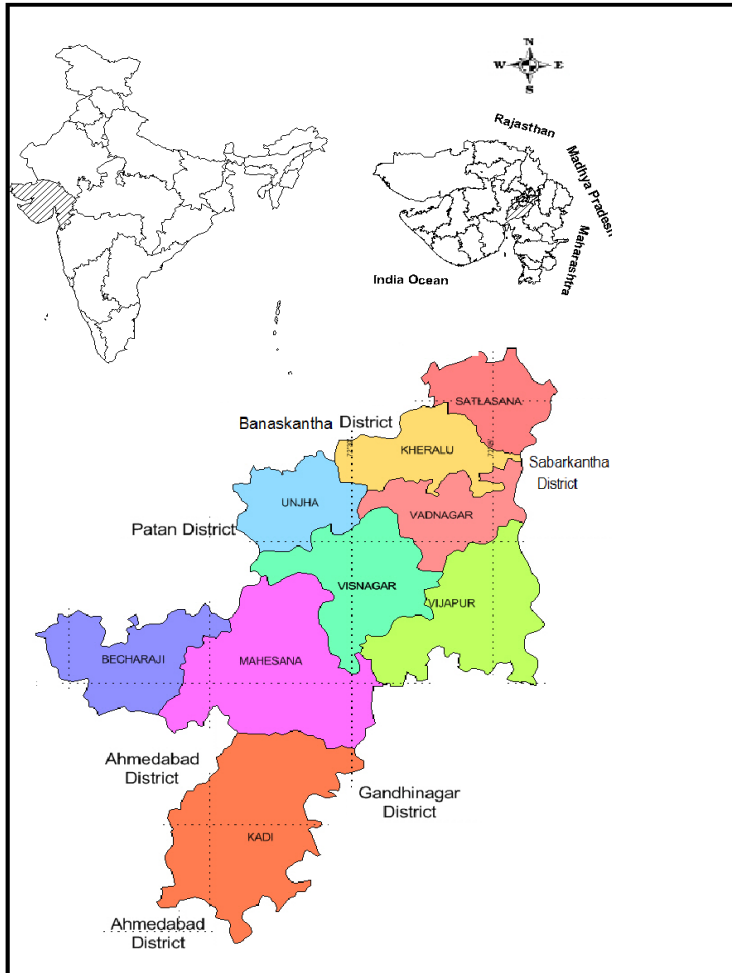 N
W E
S
Rajasthan
Madhya Pradesh
Maharashtra
India Ocean
SATLASANA
Banaskantha District
KHERALU
Sabarkantha
District
UNJHA
VADNAGAR
Patan District
VISNAGAR
VIJAPUR
BECHARAJI
MAHESANA
Ahmedabad
District
Gandhinagar
District
KADI
Ahmedabad
District